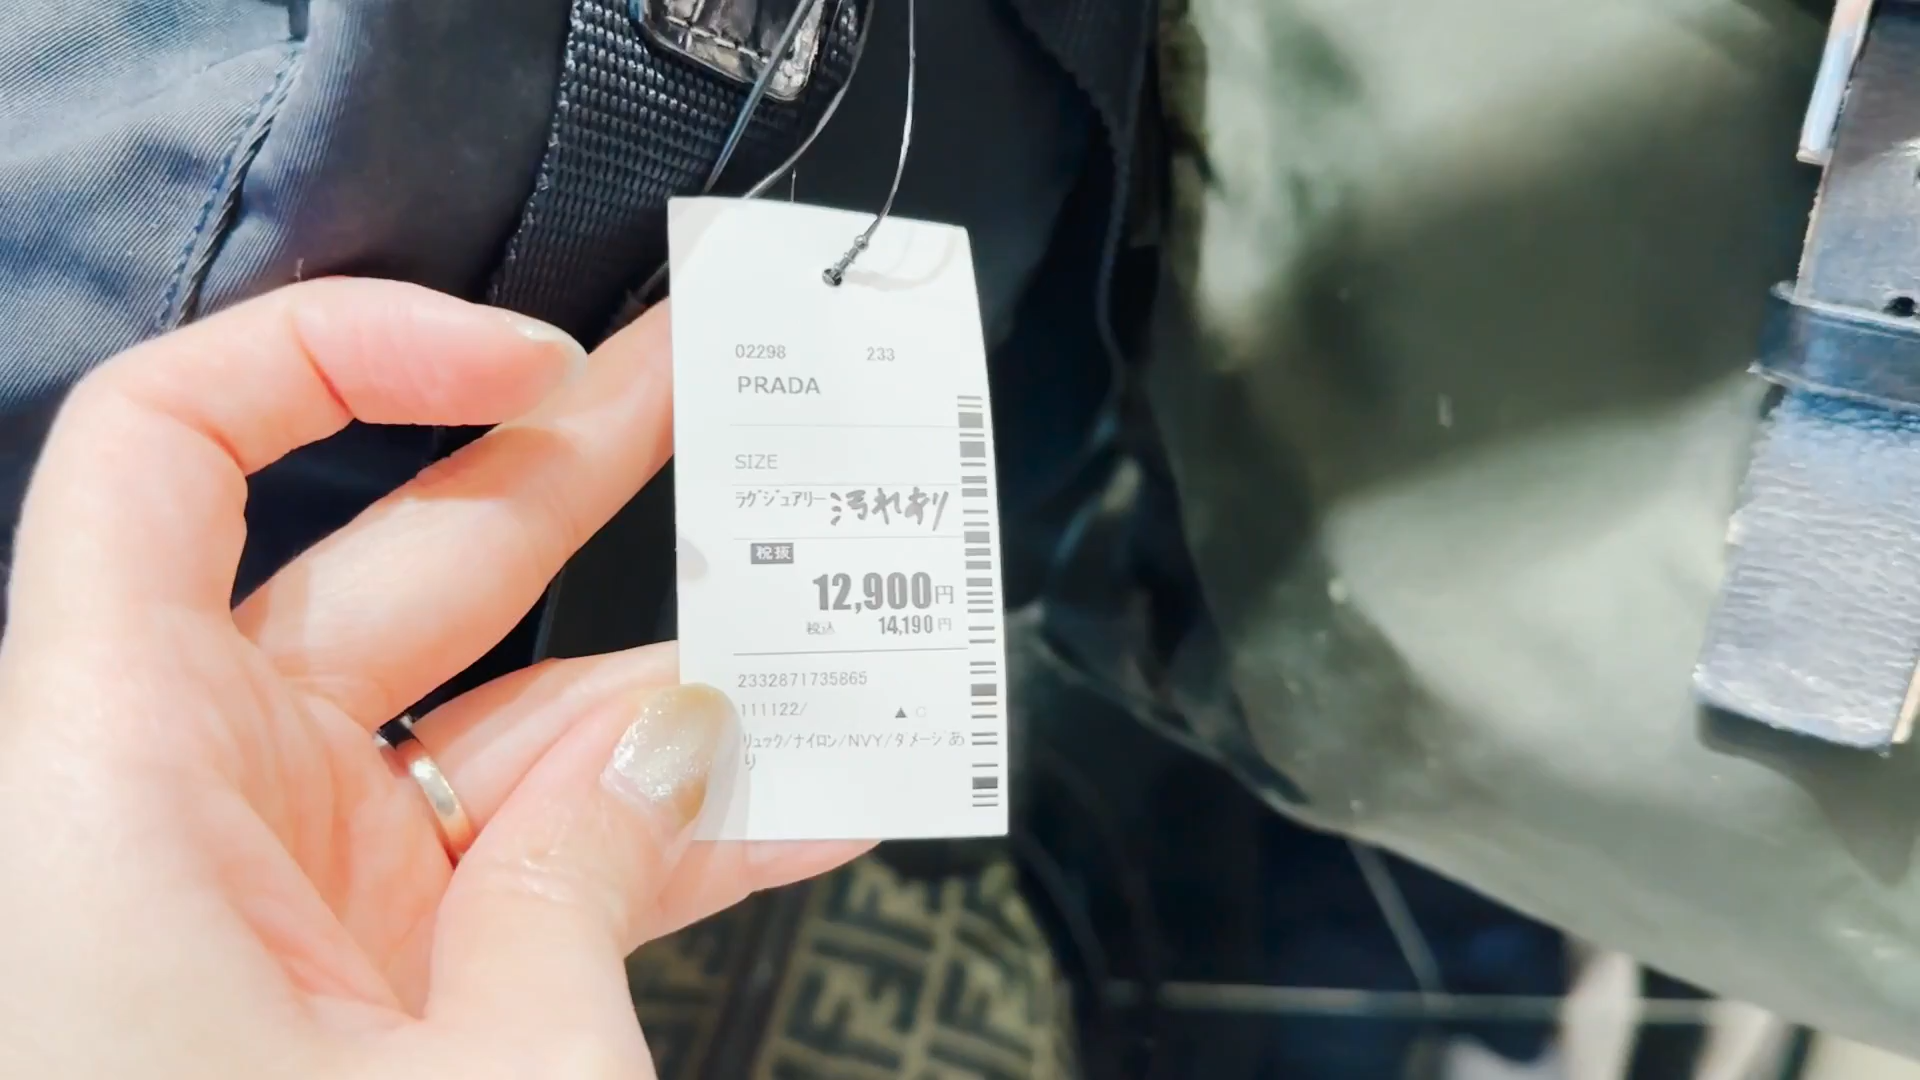 02298 233
PRADA
SIZE
ラグジュアリー 汚れあり
税抜
12,900円
税込 14,190円
2332871735865
111122/ ▲ ○
リュック/ナイロン/NVY/ダメージあ
り